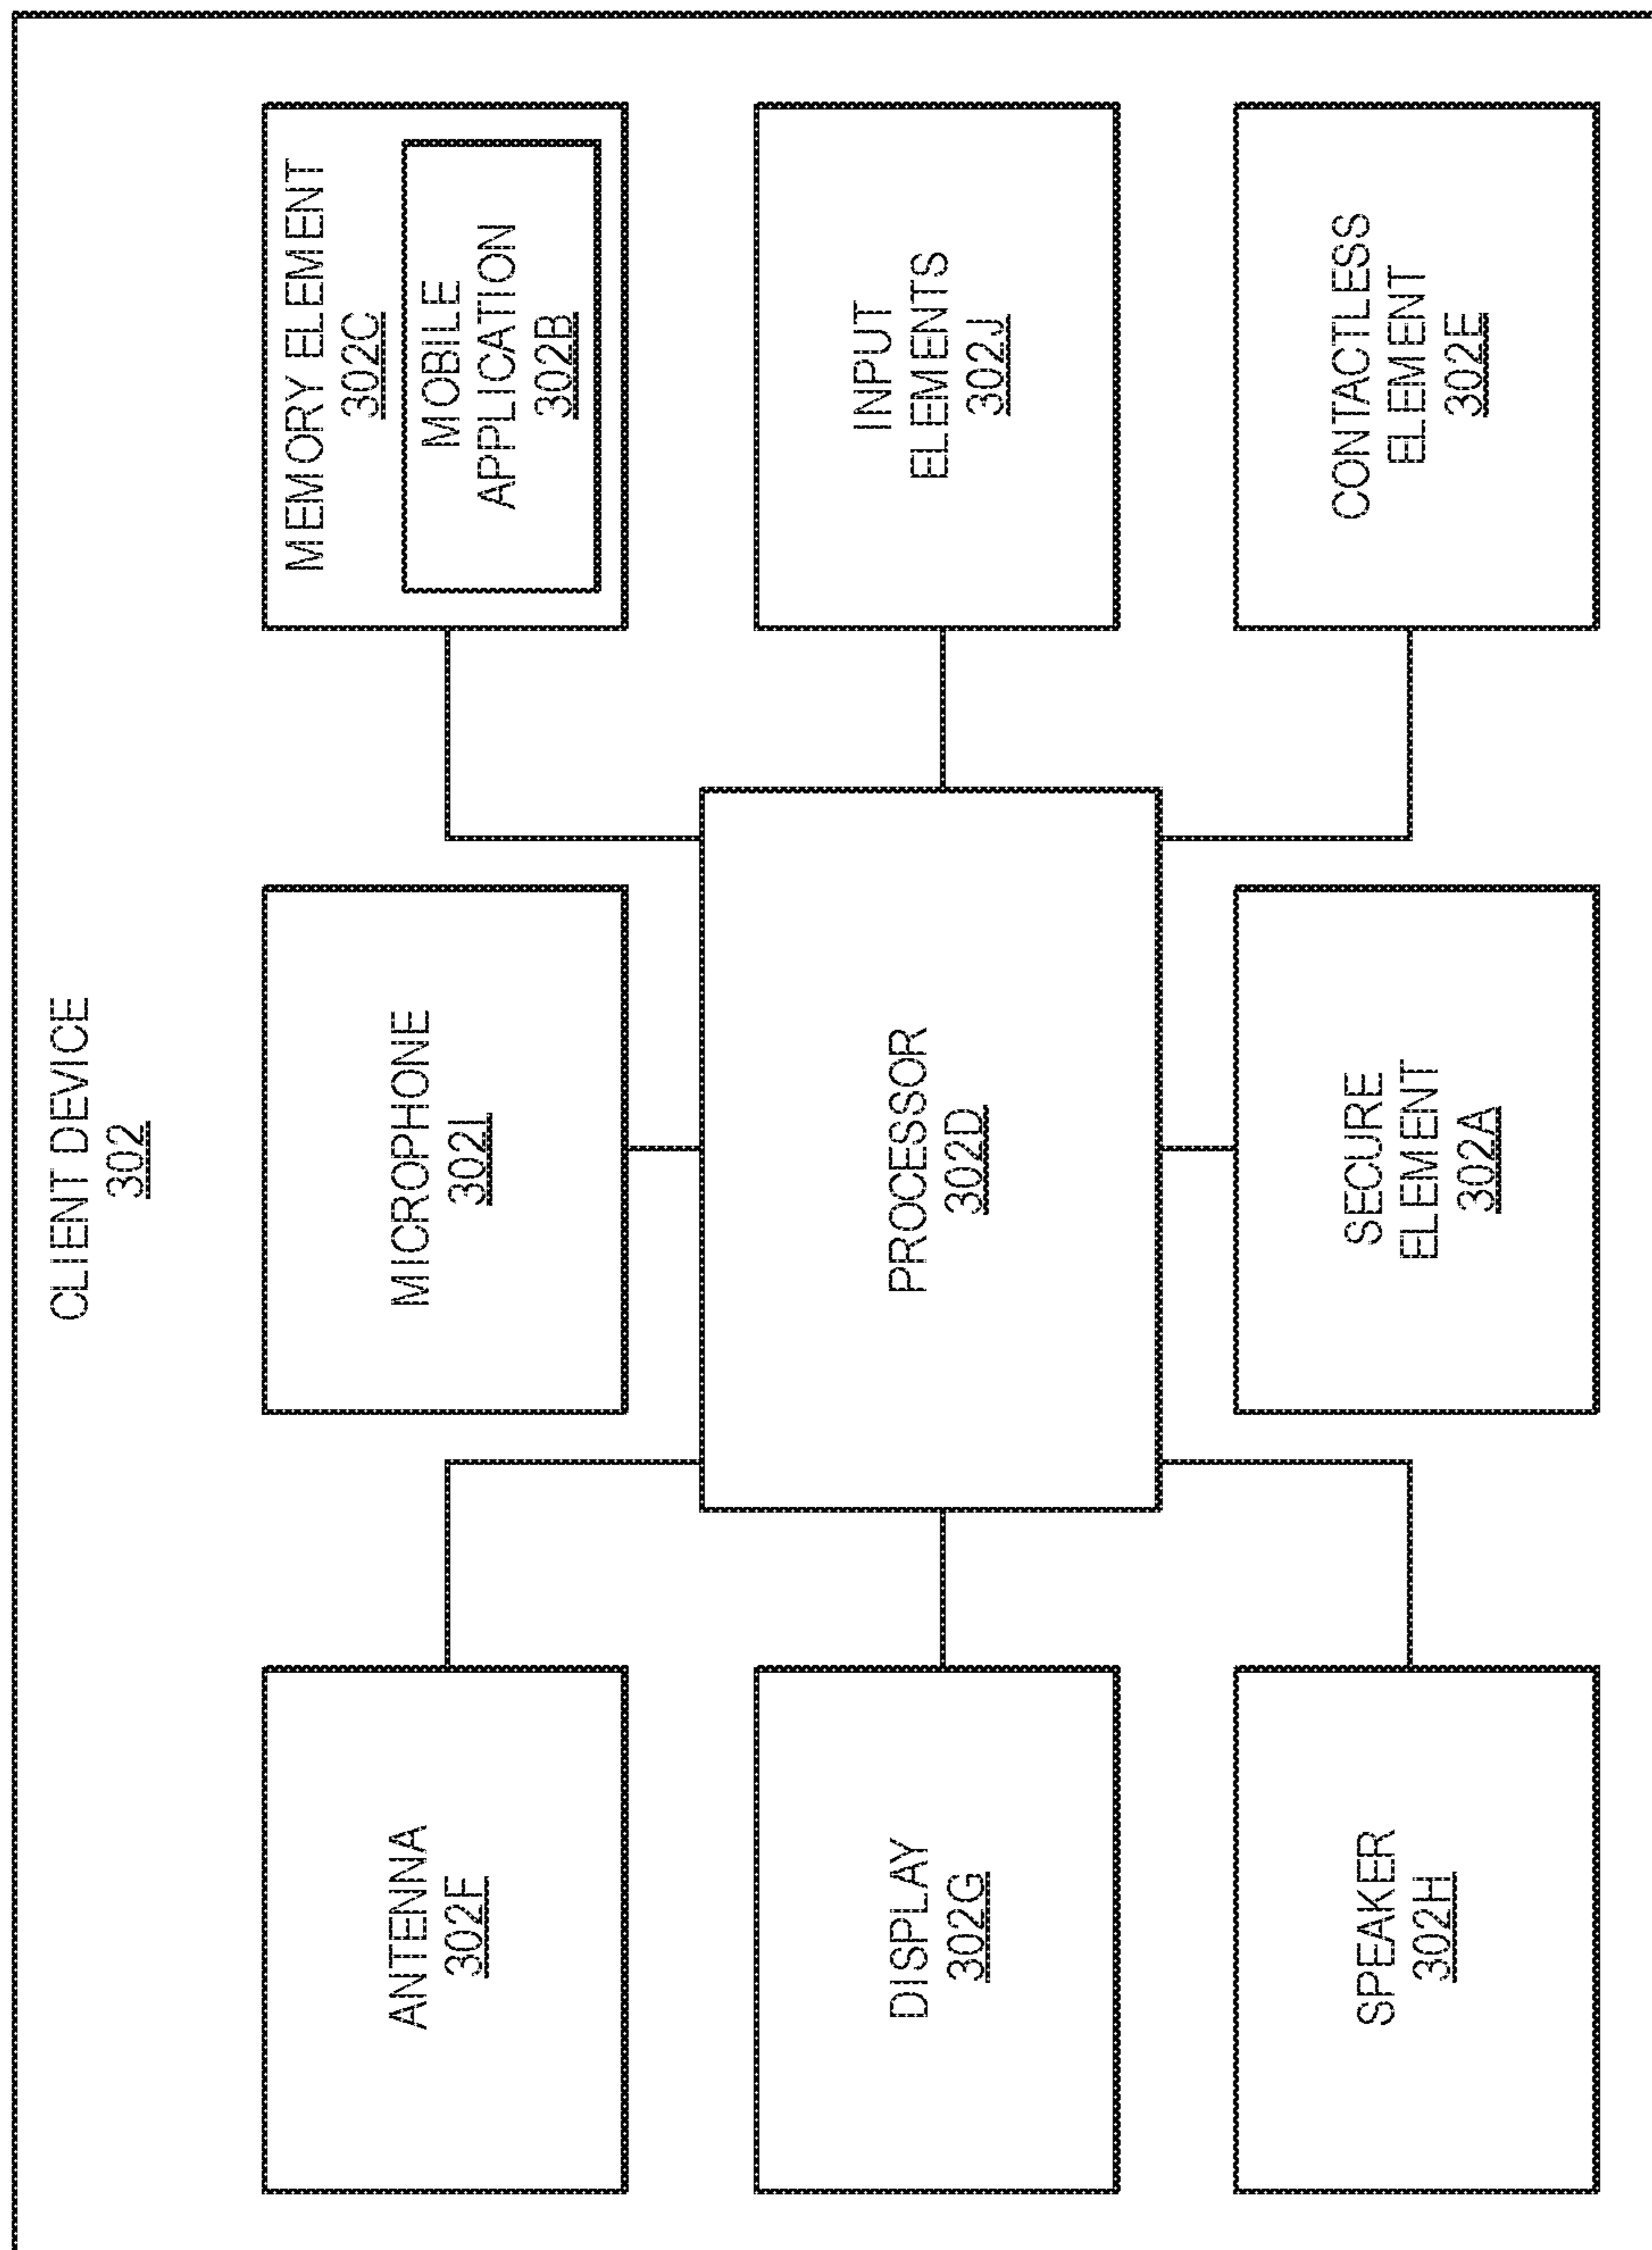 CLIENT DEVICE
302
ANTENNA
302F
MICROPHONE
302I
MEMORY ELEMENT
302C
MOBILE
APPLICATION
302B
DISPLAY
302G
PROCESSOR
302D
INPUT
ELEMENTS
302J
SPEAKER
302H
SECURE
ELEMENT
302A
CONTACTLESS
ELEMENT
302E